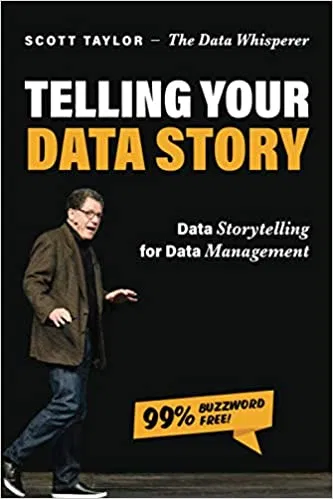 SCOTT TAYLOR – The Data Whisperer
TELLING YOUR
DATA STORY
Data Storytelling
for Data Management
99% BUZZWORD
FREE!